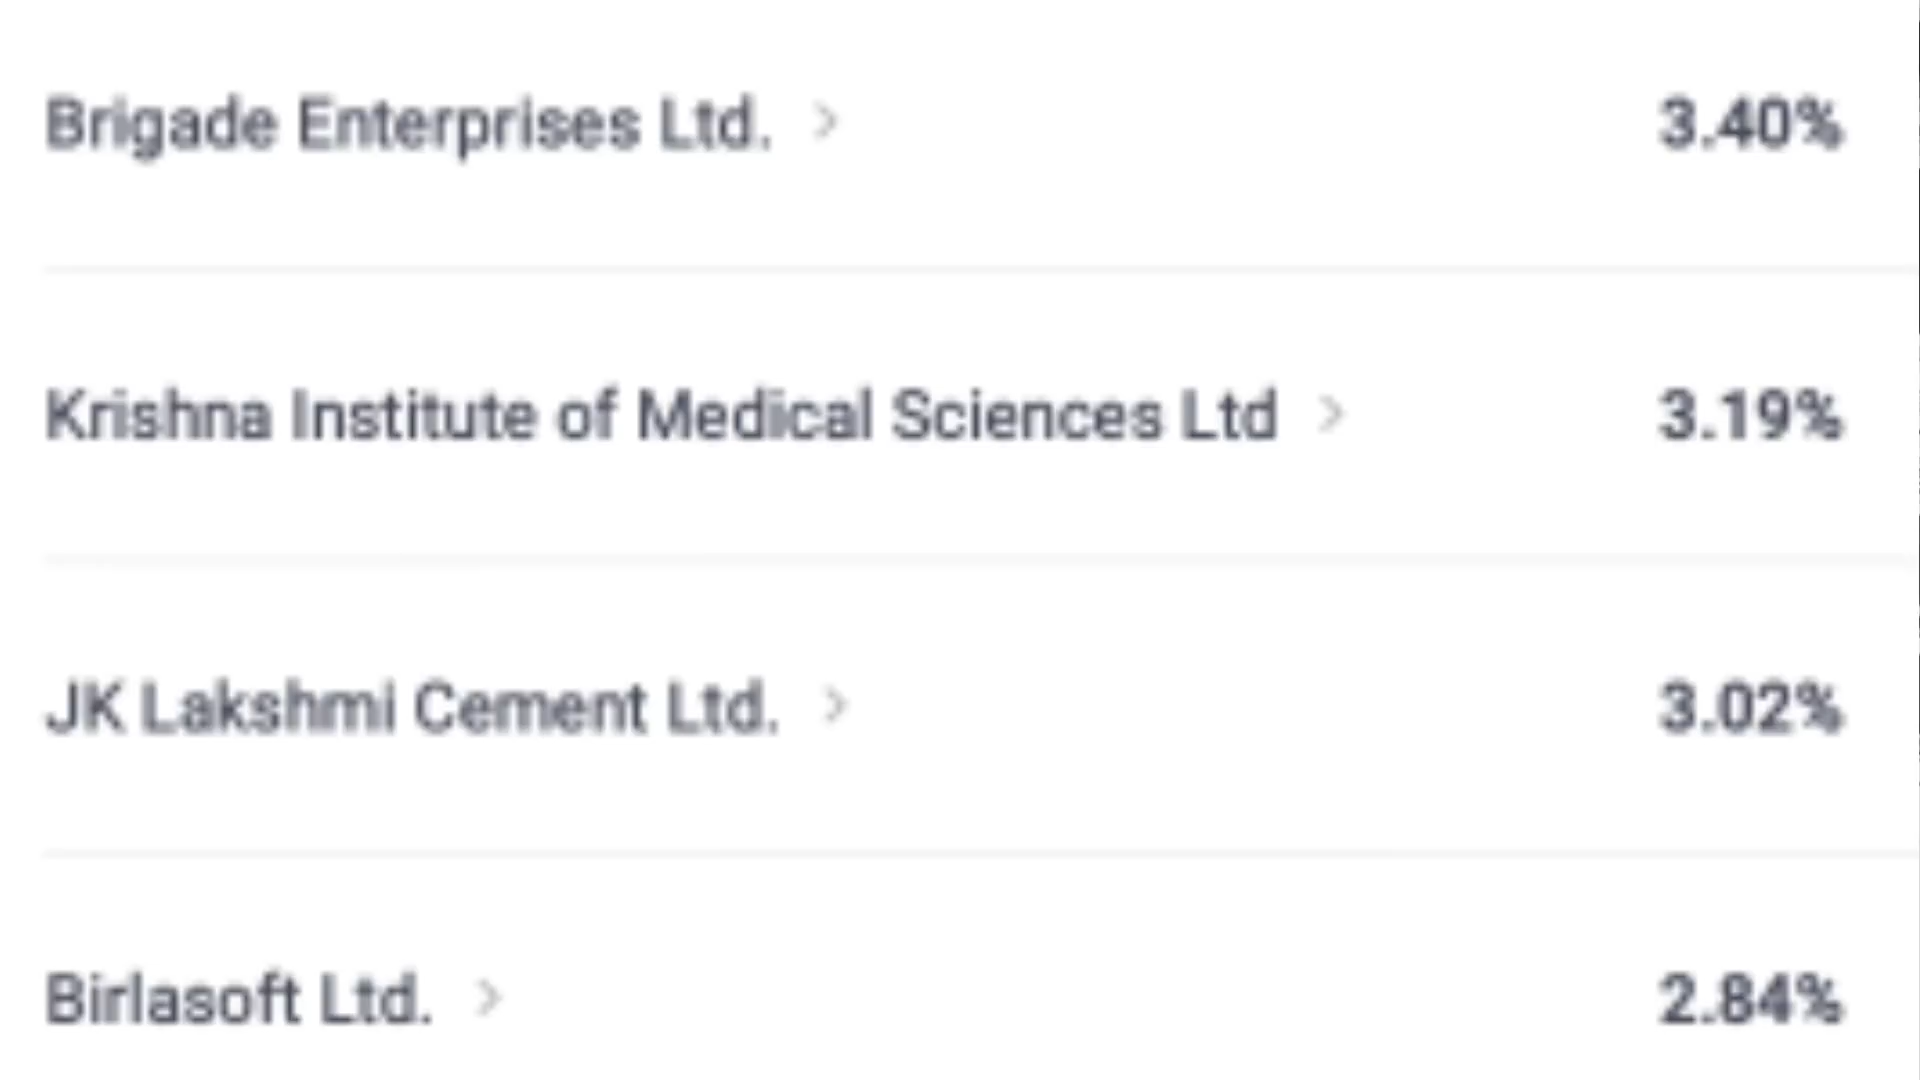 Brigade Enterprises Ltd. > 3.40%
Krishna Institute of Medical Sciences Ltd > 3.19%
JK Lakshmi Cement Ltd. > 3.02%
Birlasoft Ltd. > 2.84%